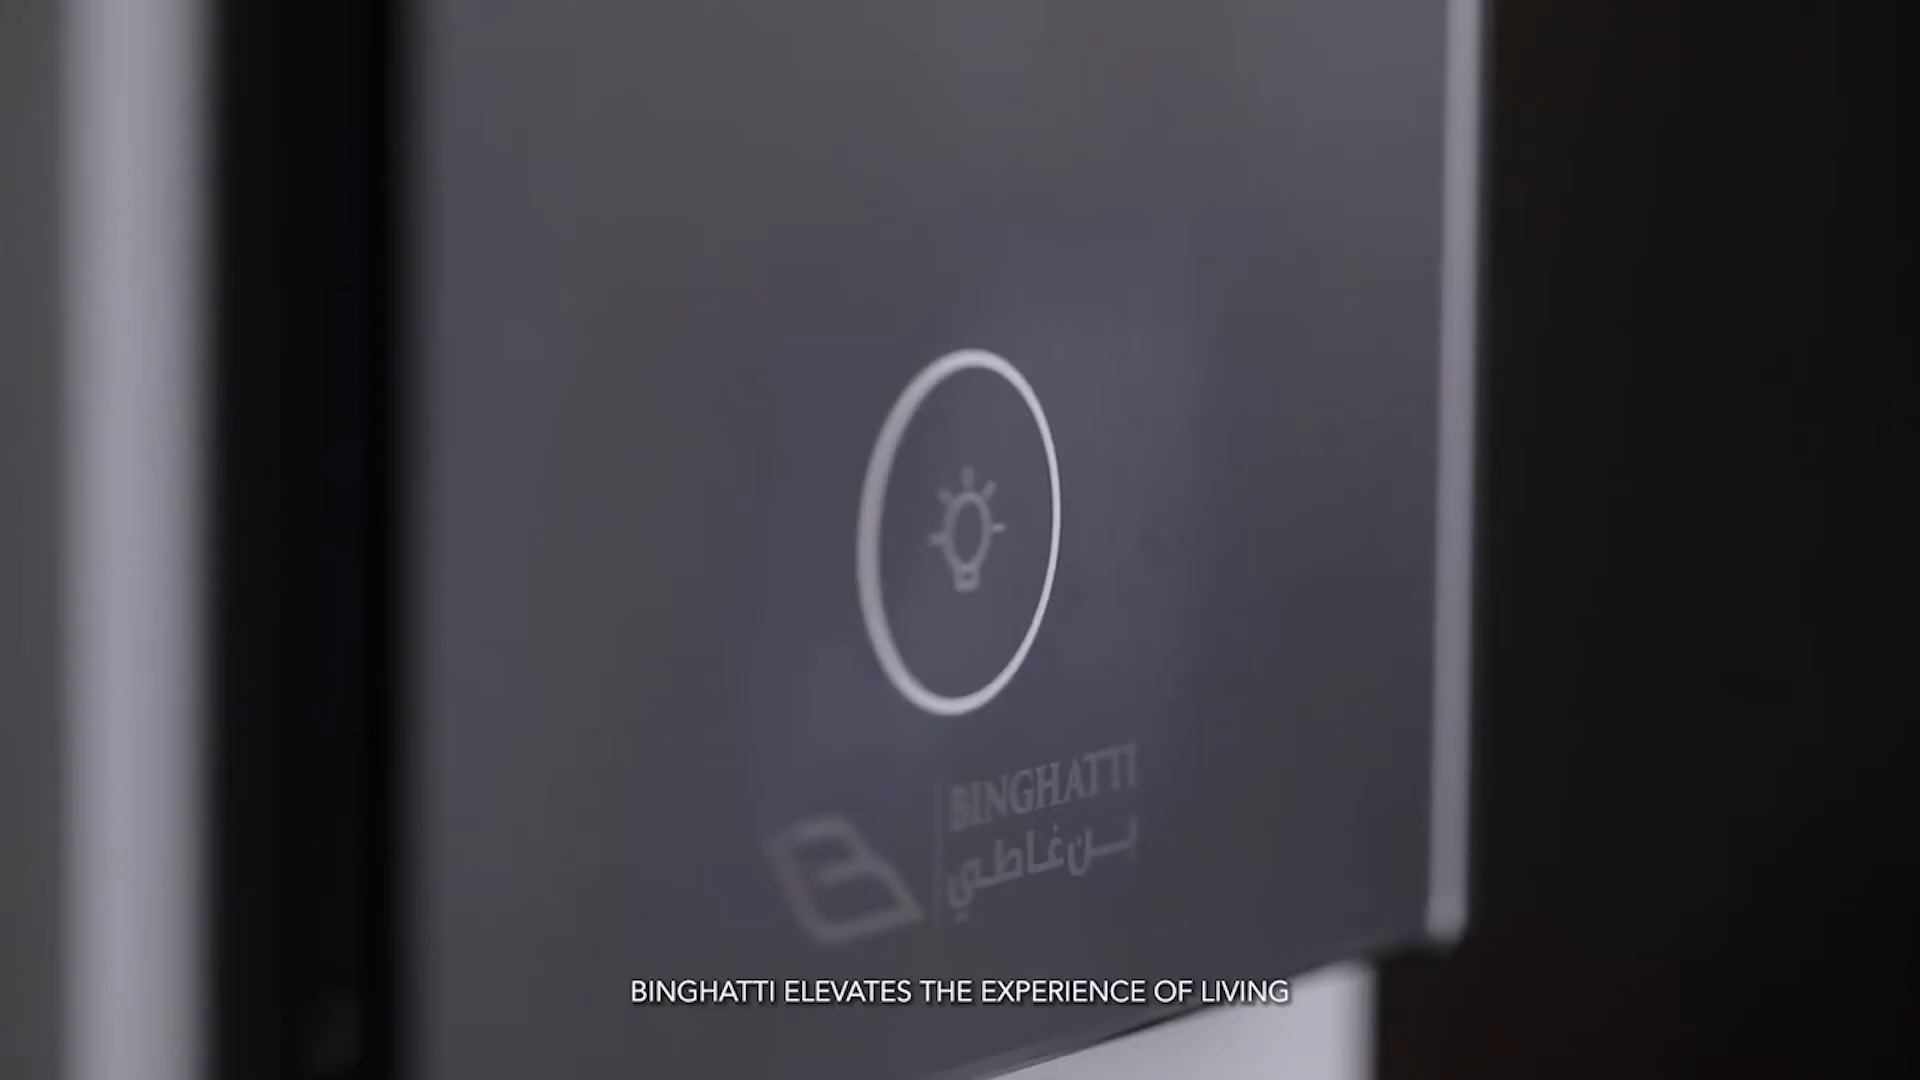 BINGHATTI
بن غاطي
BINGHATTI ELEVATES THE EXPERIENCE OF LIVING